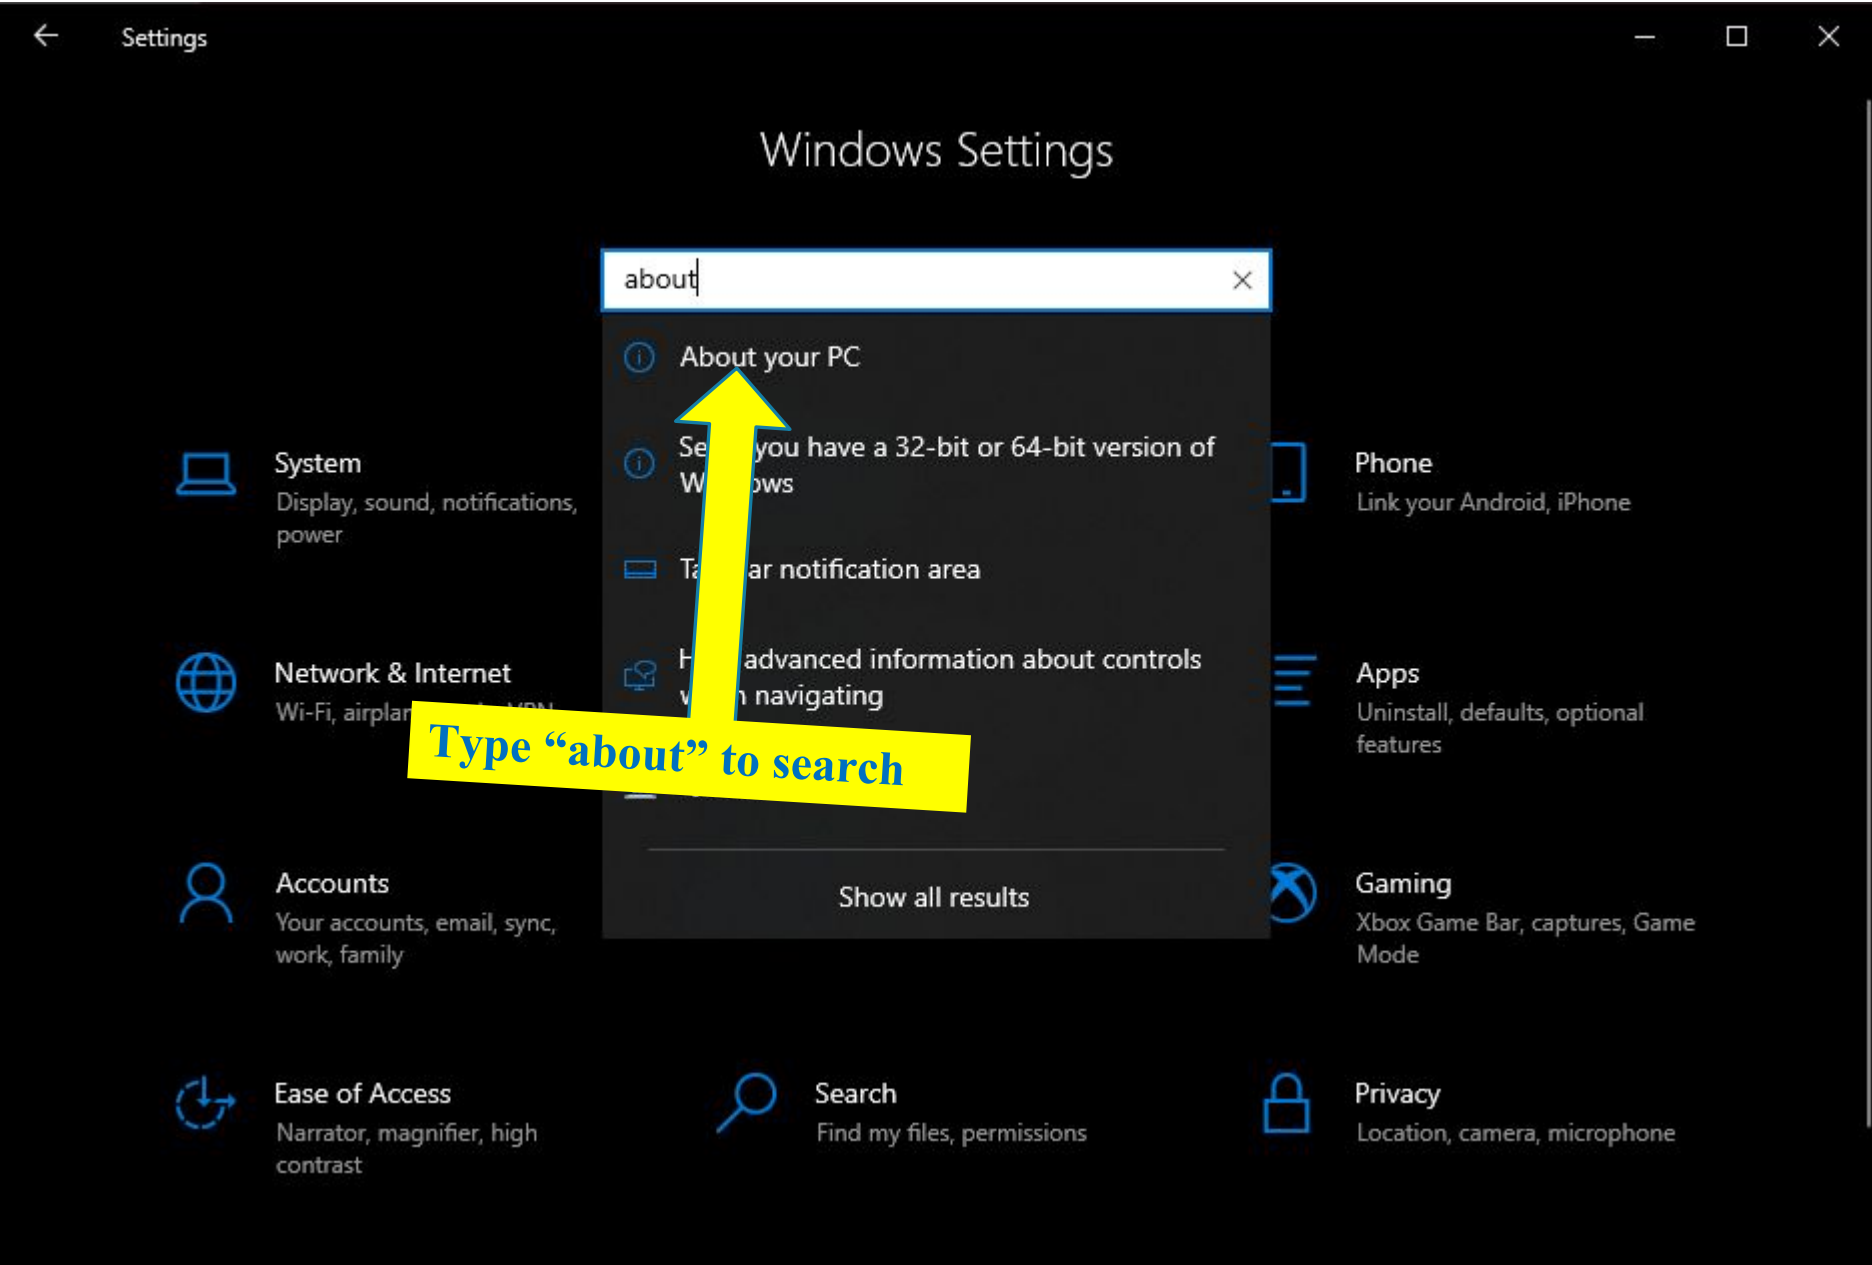 Settings
Windows Settings
about
About your PC
you have a 32-bit or 64-bit version of
notification area
advanced information about controls
navigating
Show all results
System
Display, sound, notifications,
power
Phone
Link your Android, iPhone
Network & Internet
Wi-Fi,
Type “about” to search
Apps
Uninstall, defaults, optional
features
Accounts
Your accounts, email, sync,
work, family
Gaming
Xbox Game Bar, captures, Game
Mode
Ease of Access
Narrator, magnifier, high
contrast
Search
Find my files, permissions
Privacy
Location, camera, microphone